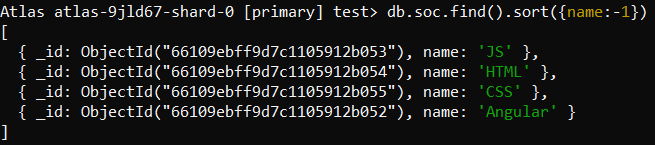 Atlas atlas-9jld67-shard-0 [primary] test> db.soc.find().sort({name:-1})
[
  { _id: ObjectId("66109ebff9d7c1105912b053"), name: 'JS' },
  { _id: ObjectId("66109ebff9d7c1105912b054"), name: 'HTML' },
  { _id: ObjectId("66109ebff9d7c1105912b055"), name: 'CSS' },
  { _id: ObjectId("66109ebff9d7c1105912b052"), name: 'Angular' }
]